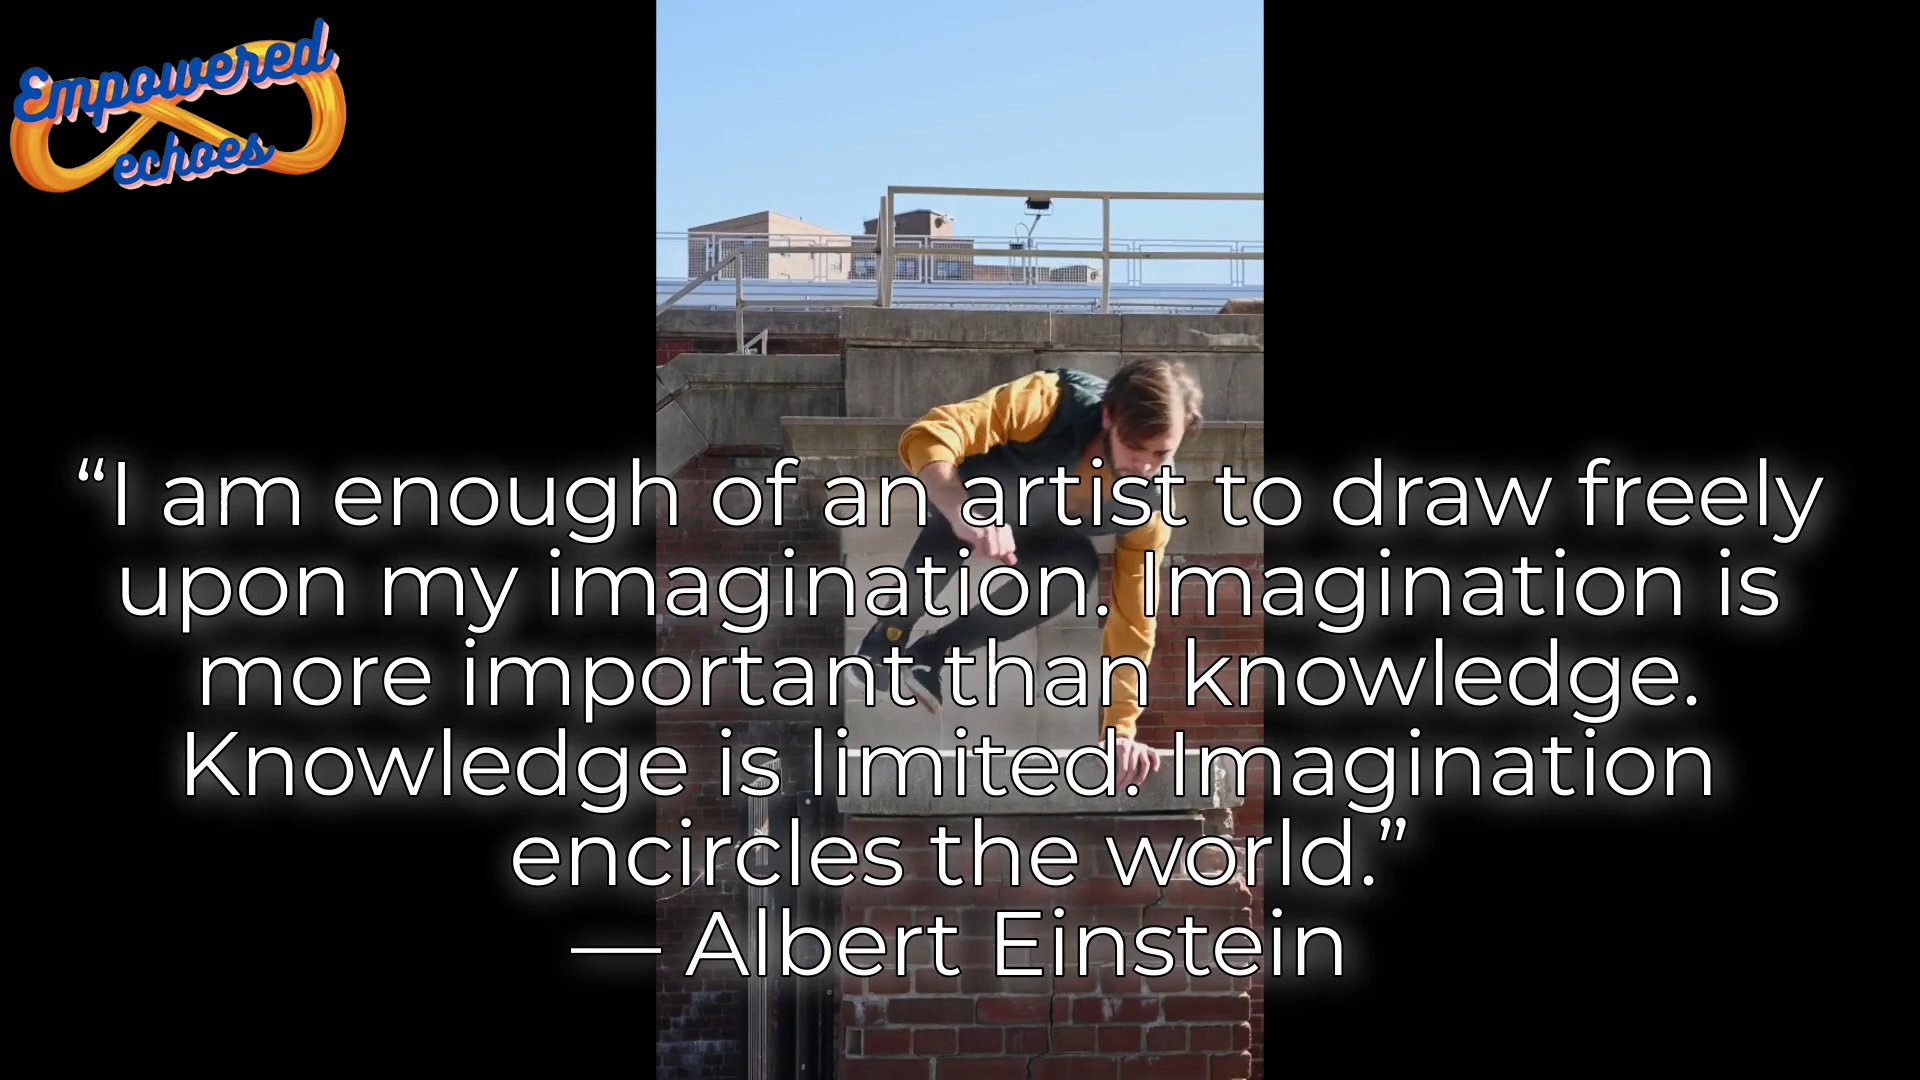 Empowered
echoes
“I am enough of an artist to draw freely
upon my imagination. Imagination is
more important than knowledge.
Knowledge is limited. Imagination
encircles the world.”
— Albert Einstein